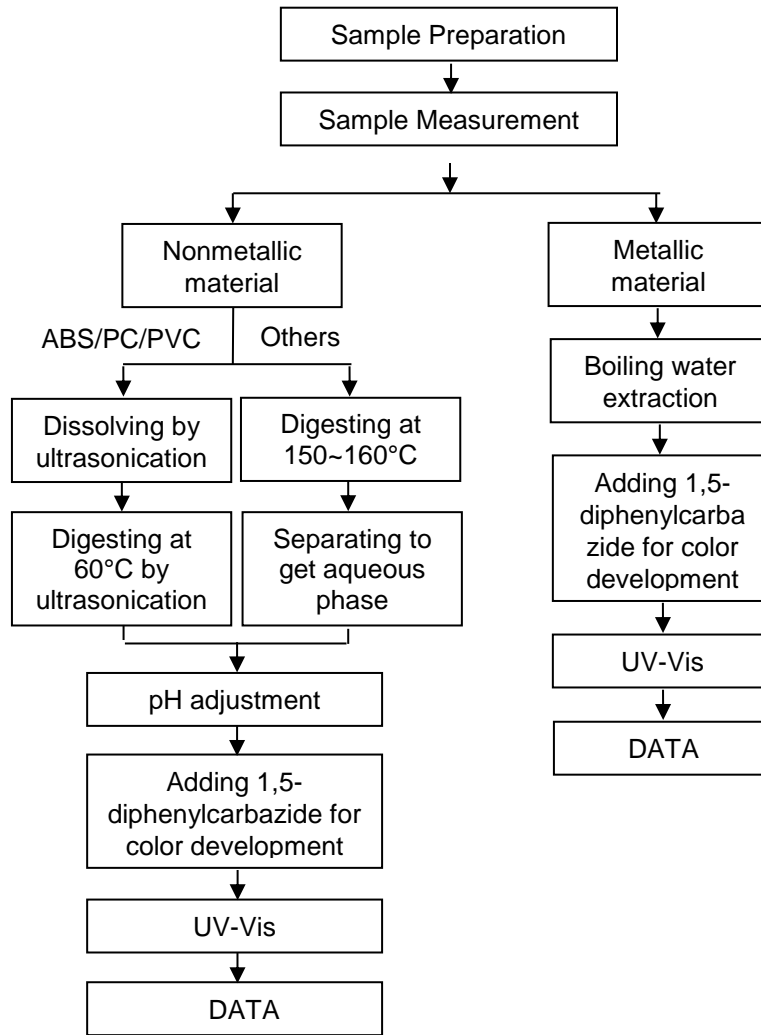 Sample Preparation
Sample Measurement
Nonmetallic
material
Metallic
material
ABS/PC/PVC
Others
Dissolving by
ultrasonication
Digesting at
150~160°C
Boiling water
extraction
Digesting at
60°C by
ultrasonication
Separating to
get aqueous
phase
Adding 1,5-
diphenylcarba
zide for color
development
pH adjustment
UV-Vis
Adding 1,5-
diphenylcarbazide for
color development
DATA
UV-Vis
DATA